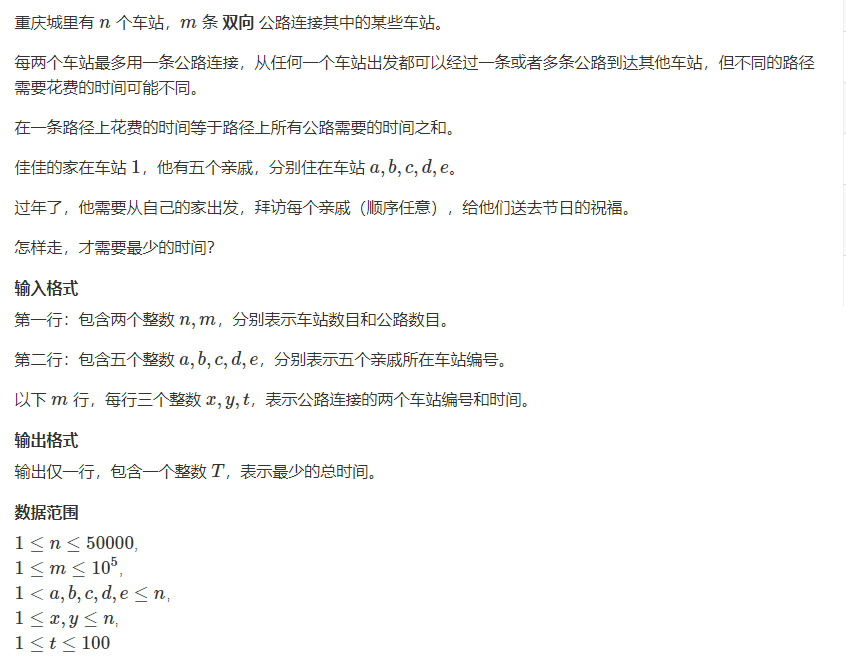 重庆城里有 n 个车站，m 条 双向 公路连接其中的某些车站。
每两个车站最多用一条公路连接，从任何一个车站出发都可以经过一条或者多条公路到达其他车站，但不同的路径
需要花费的时间可能不同。
在一条路径上花费的时间等于路径上所有公路需要的时间之和。
佳佳的家在车站 1，他有五个亲戚，分别住在车站 a, b, c, d, e。
过年了，他需要从自己的家出发，拜访每个亲戚（顺序任意），给他们送去节日的祝福。
怎样走，才需要最少的时间？
输入格式
第一行：包含两个整数 n, m，分别表示车站数目和公路数目。
第二行：包含五个整数 a, b, c, d, e，分别表示五个亲戚所在车站编号。
以下 m 行，每行三个整数 x, y, t，表示公路连接的两个车站编号和时间。
输出格式
输出仅一行，包含一个整数 T，表示最少的总时间。
数据范围
1 ≤ n ≤ 50000,
1 ≤ m ≤ 10⁵,
1 < a, b, c, d, e ≤ n,
1 ≤ x, y ≤ n,
1 ≤ t ≤ 100